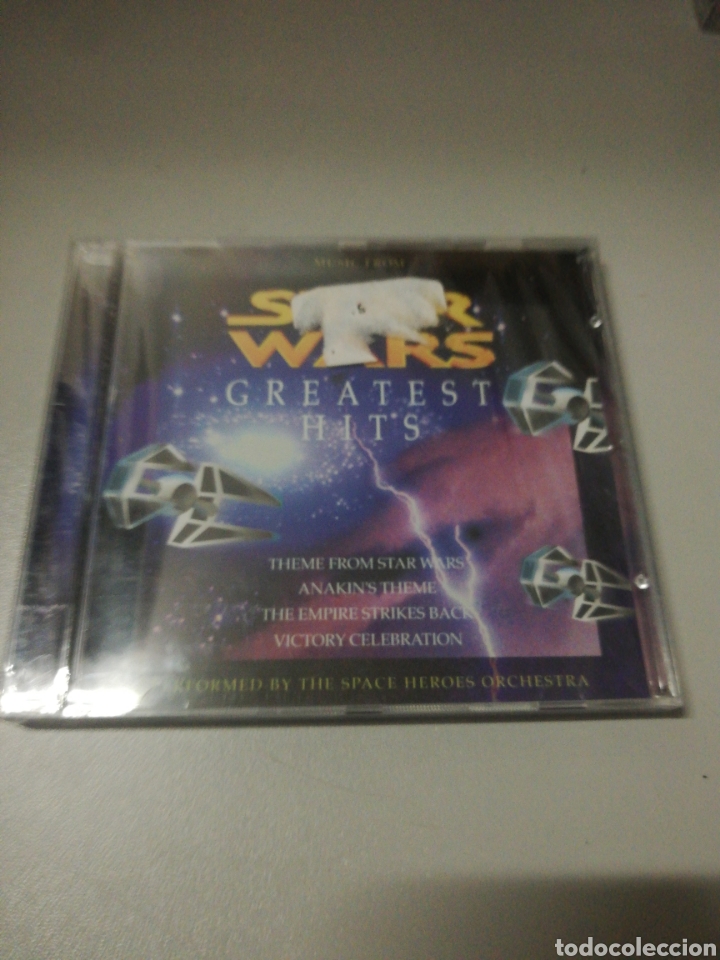 MUSIC FROM
STAR
WARS
GREATEST
HITS
THEME FROM STAR WARS
ANAKIN'S THEME
THE EMPIRE STRIKES BACK
VICTORY CELEBRATION
PERFORMED BY THE SPACE HEROES ORCHESTRA
todocoleccion